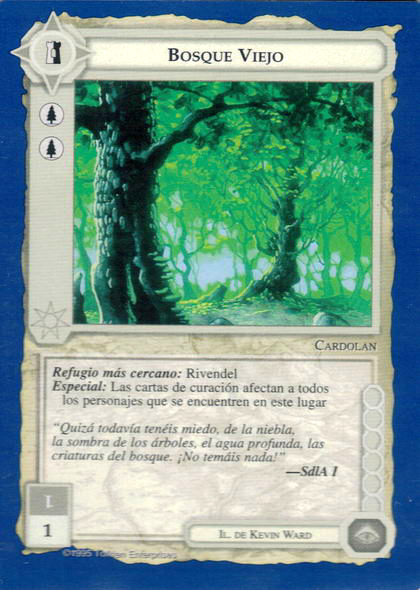 Bosque Viejo
Cardolan
Refugio más cercano: Rivendel
Especial: Las cartas de curación afectan a todos
los personajes que se encuentren en este lugar
“Quizá todavía tenéis miedo, de la niebla,
la sombra de los árboles, el agua profunda, las
criaturas del bosque. ¡No temáis nada!”
—SdlA I
1
1
Il. de Kevin Ward
©1995 Tolkien Enterprises